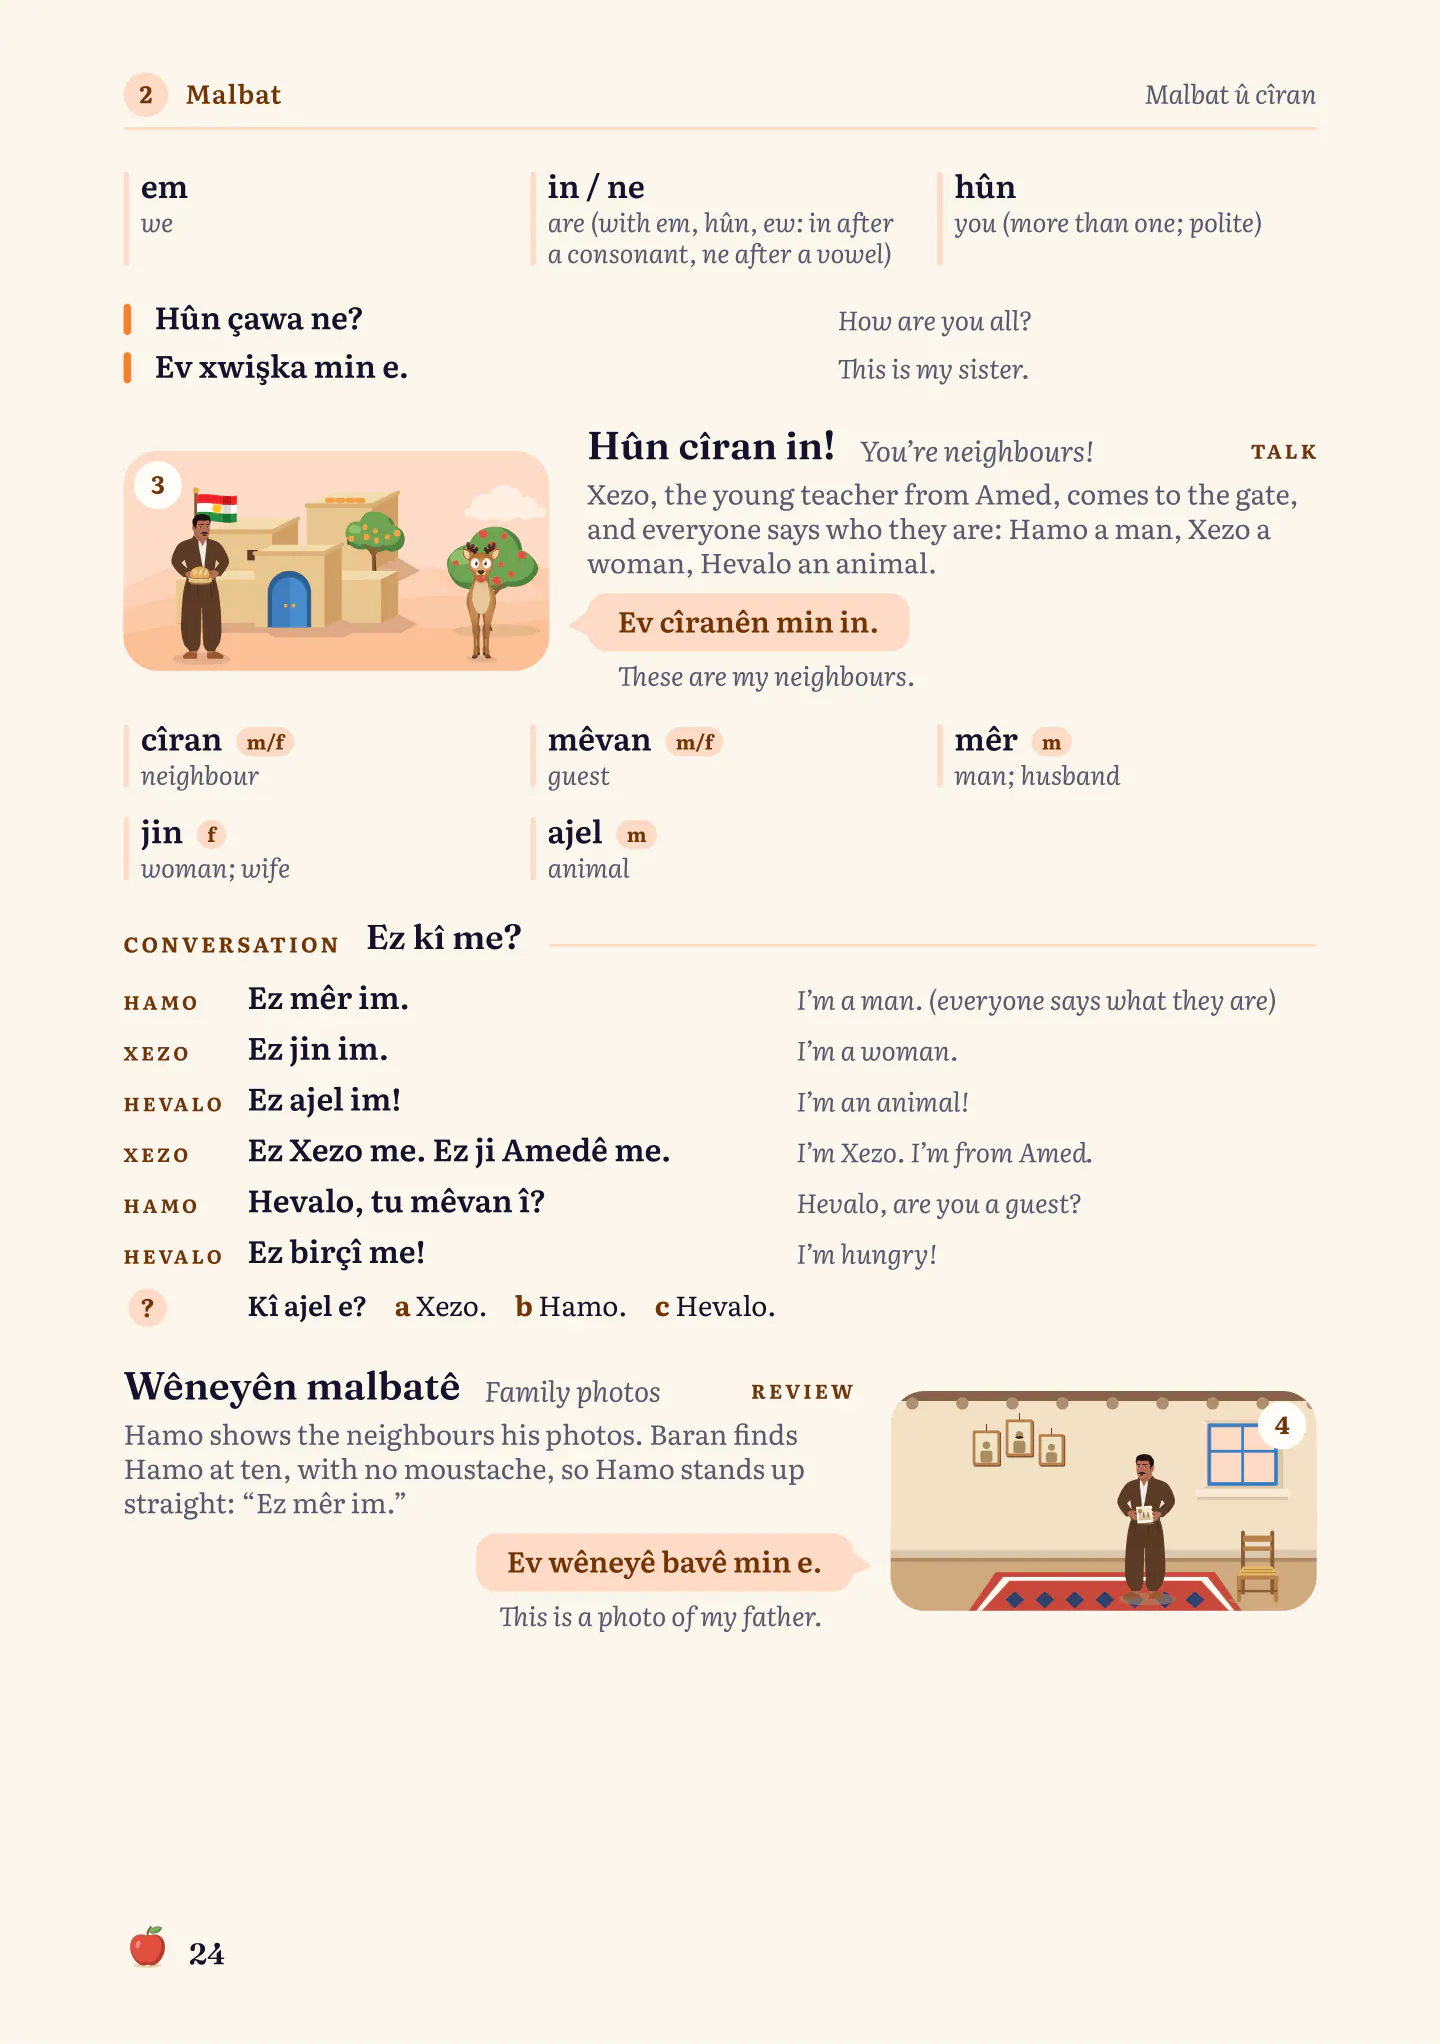 2 Malbat
Malbat û cîran
em
we
in / ne
are (with em, hûn, ew: in after
a consonant, ne after a vowel)
hûn
you (more than one; polite)
Hûn çawa ne?
How are you all?
Ev xwişka min e.
This is my sister.
3
Hûn cîran in! You’re neighbours! TALK
Xezo, the young teacher from Amed, comes to the gate,
and everyone says who they are: Hamo a man, Xezo a
woman, Hevalo an animal.
Ev cîranên min in.
These are my neighbours.
cîran m/f
neighbour
mêvan m/f
guest
mêr m
man; husband
jin f
woman; wife
ajel m
animal
CONVERSATION Ez kî me?
HAMO Ez mêr im. I’m a man. (everyone says what they are)
XEZO Ez jin im. I’m a woman.
HEVALO Ez ajel im! I’m an animal!
XEZO Ez Xezo me. Ez ji Amedê me. I’m Xezo. I’m from Amed.
HAMO Hevalo, tu mêvan î? Hevalo, are you a guest?
HEVALO Ez birçî me! I’m hungry!
? Kî ajel e? a Xezo. b Hamo. c Hevalo.
Wêneyên malbatê Family photos REVIEW
Hamo shows the neighbours his photos. Baran finds
Hamo at ten, with no moustache, so Hamo stands up
straight: “Ez mêr im.”
Ev wêneyê bavê min e.
This is a photo of my father.
4
24